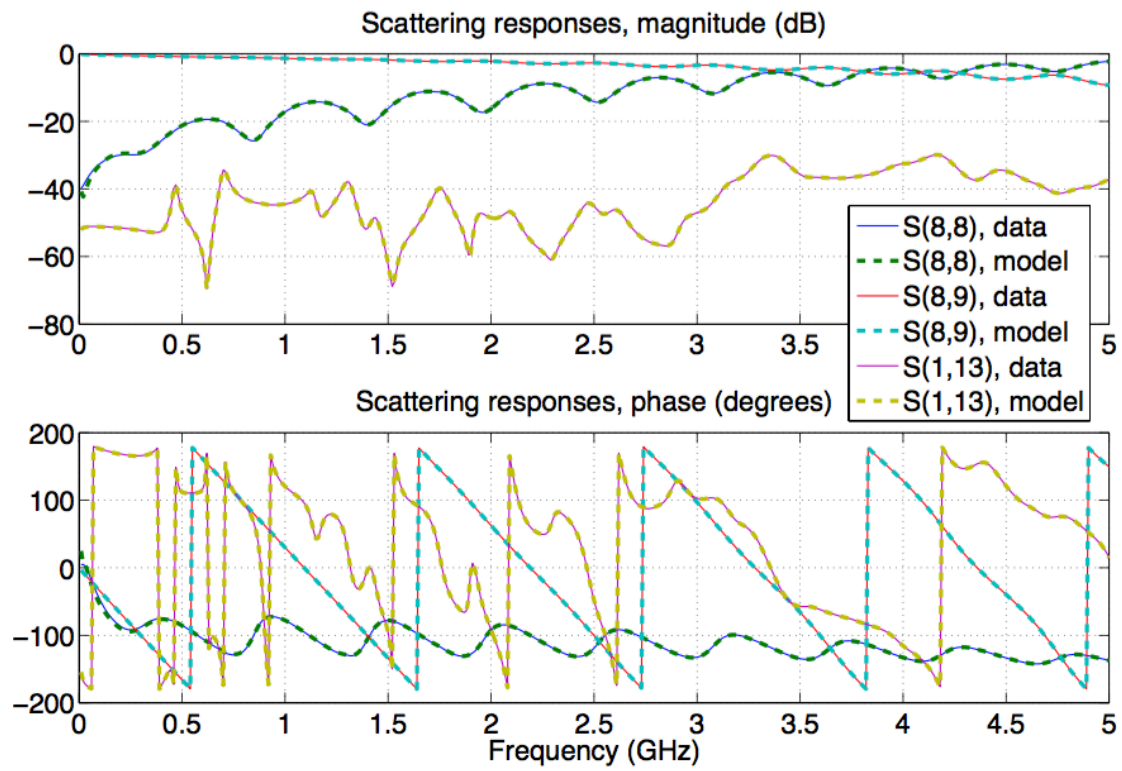 Scattering responses, magnitude (dB)
0
−20
−40
−60
−80
0 0.5 1 1.5 2 2.5 3 3.5 4 4.5 5
S(8,8), data
S(8,8), model
S(8,9), data
S(8,9), model
S(1,13), data
S(1,13), model
Scattering responses, phase (degrees)
200
100
0
−100
−200
0 0.5 1 1.5 2 2.5 3 3.5 4 4.5 5
Frequency (GHz)